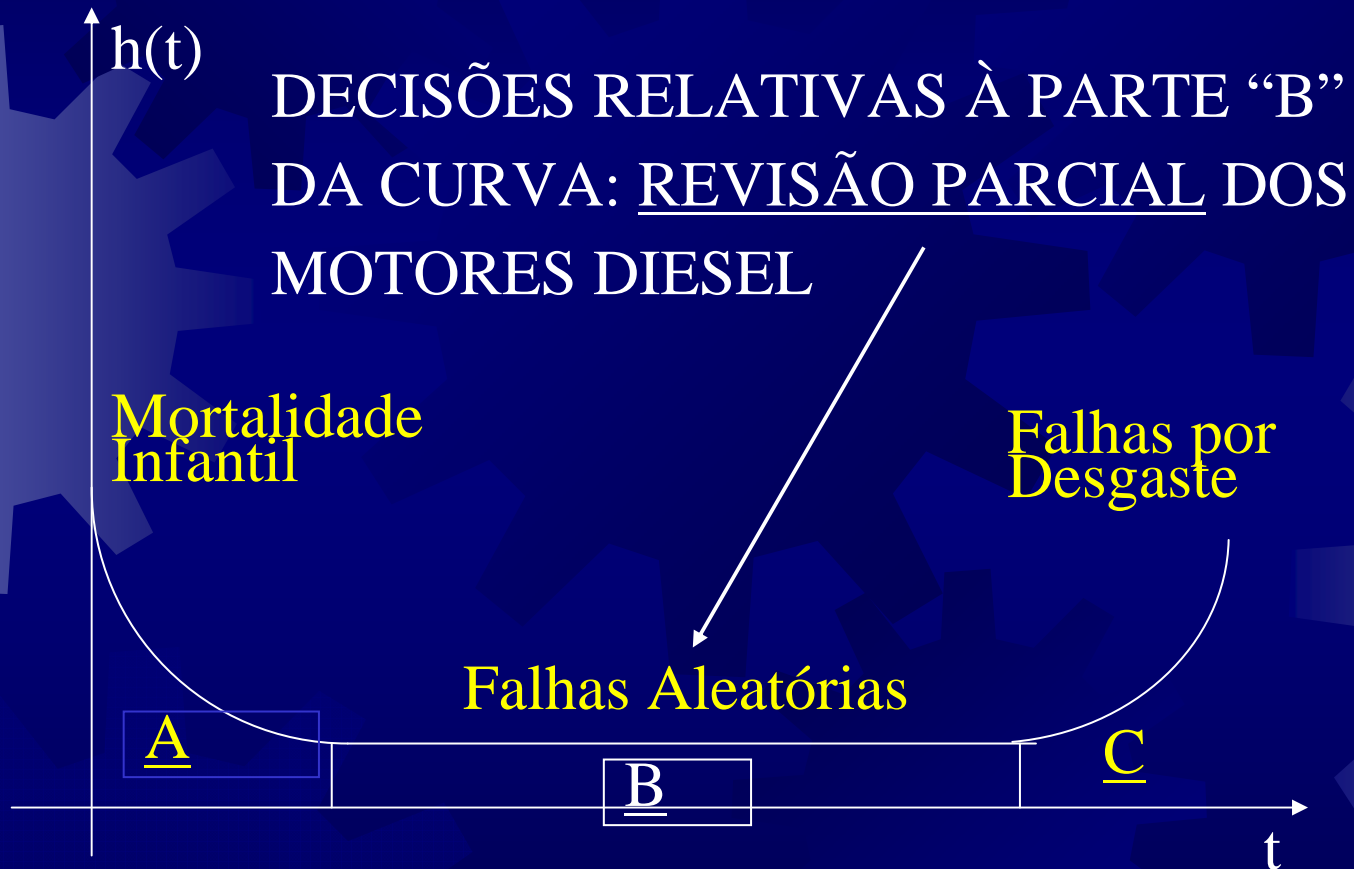 h(t)
DECISÕES RELATIVAS À PARTE “B”
DA CURVA: REVISÃO PARCIAL DOS
MOTORES DIESEL
Mortalidade
Infantil
Falhas por
Desgaste
Falhas Aleatórias
A
B
C
t